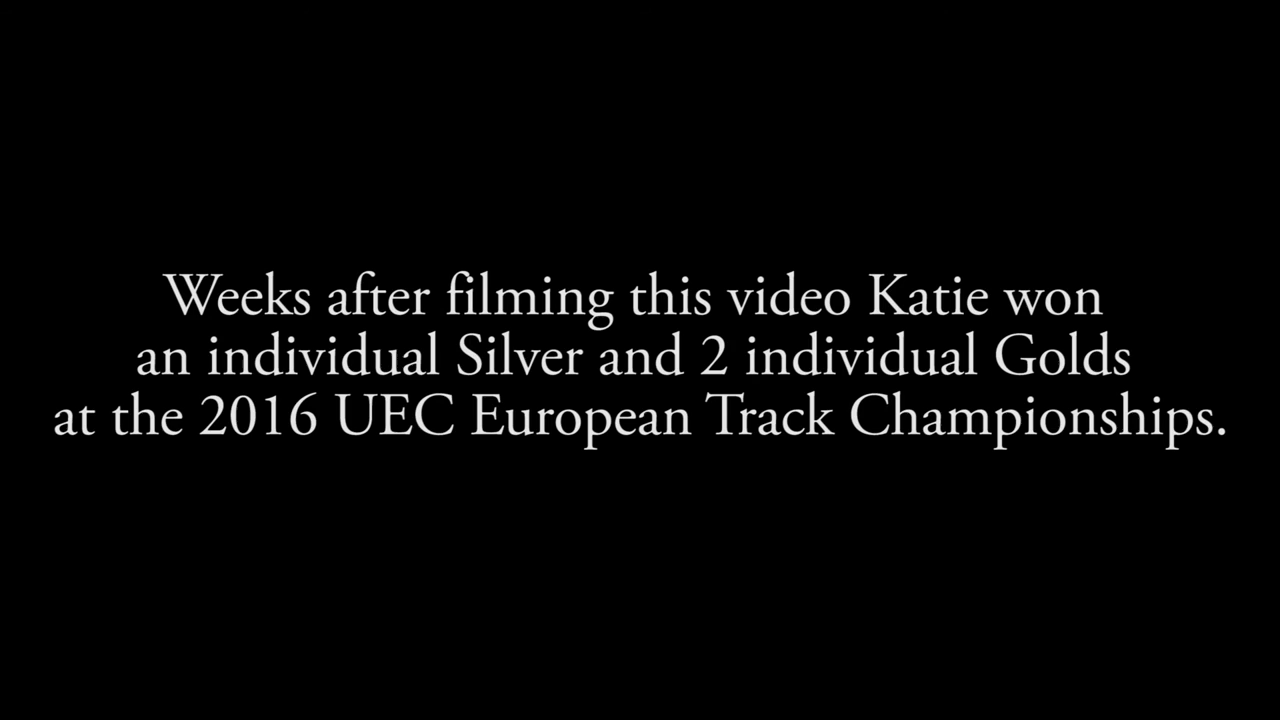 Weeks after filming this video Katie won
an individual Silver and 2 individual Golds
at the 2016 UEC European Track Championships.